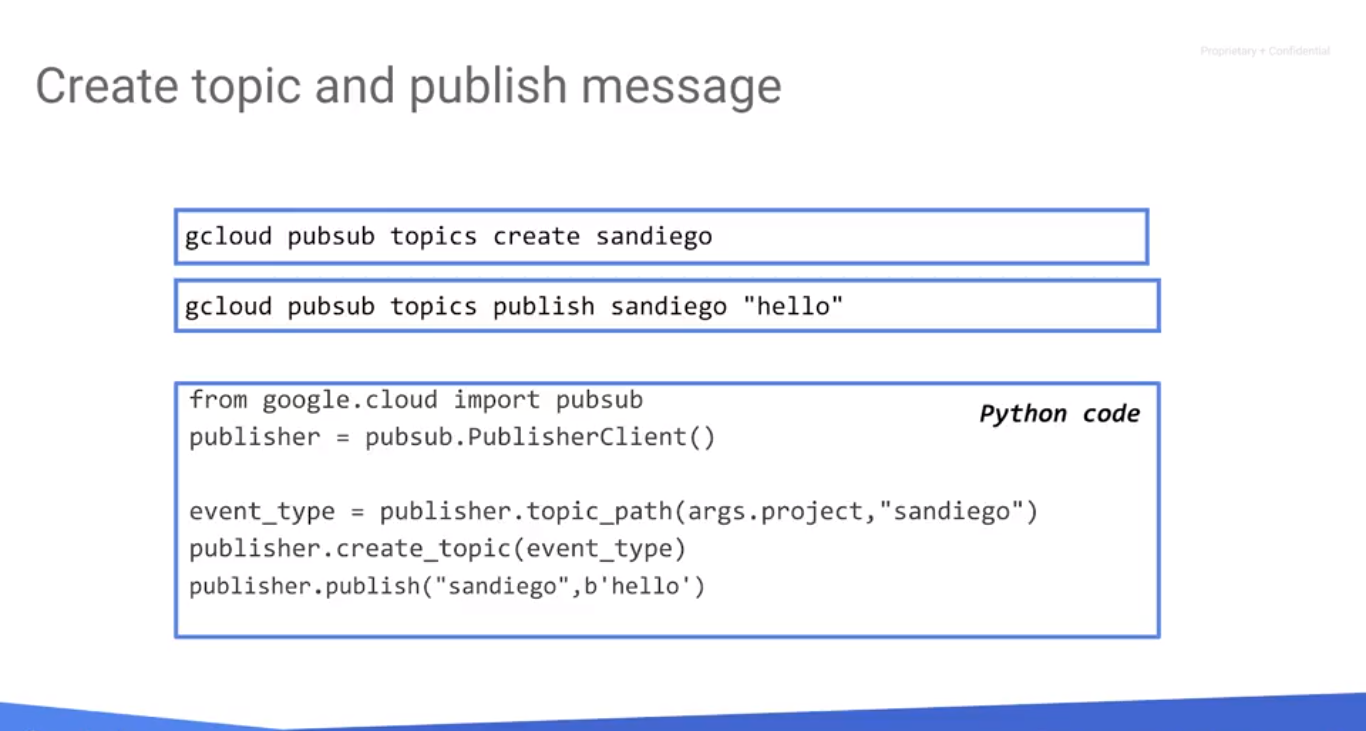 Proprietary + Confidential
Create topic and publish message
gcloud pubsub topics create sandiego
gcloud pubsub topics publish sandiego "hello"
from google.cloud import pubsub
Python code
publisher = pubsub.PublisherClient()
event_type = publisher.topic_path(args.project,"sandiego")
publisher.create_topic(event_type)
publisher.publish("sandiego",b'hello')